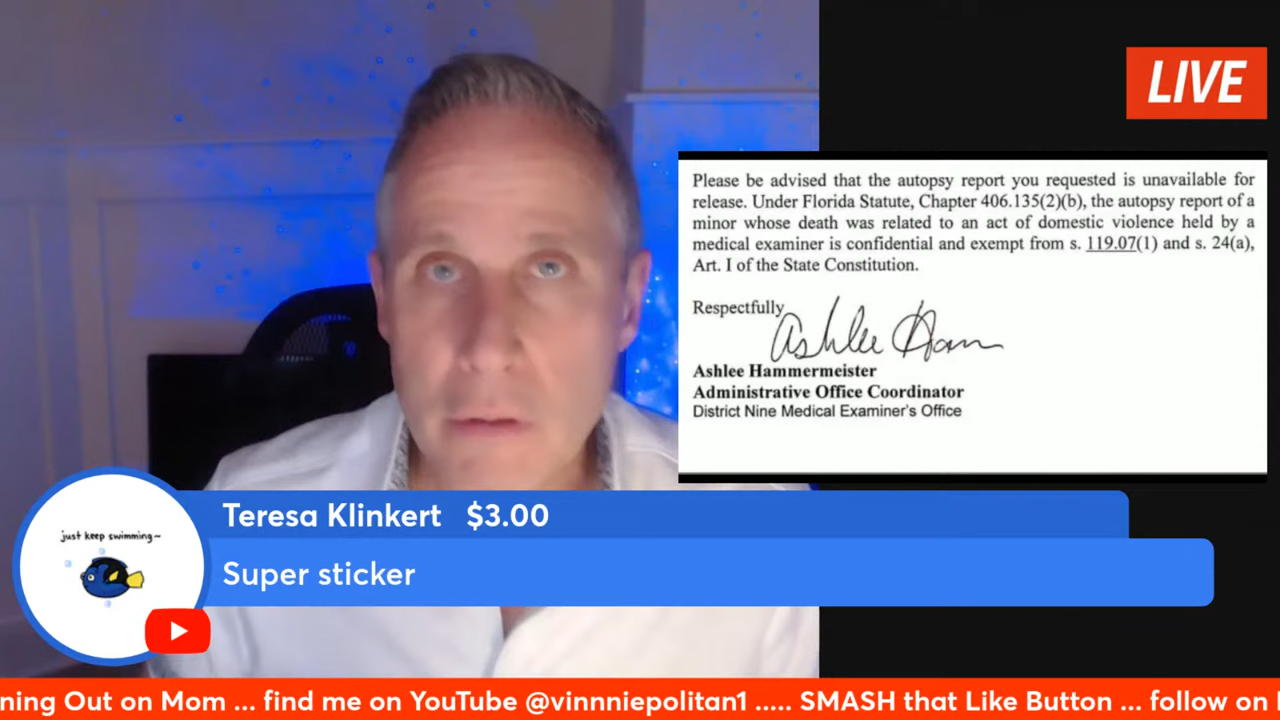 LIVE
Please be advised that the autopsy report you requested is unavailable for
release. Under Florida Statute, Chapter 406.135(2)(b), the autopsy report of a
minor whose death was related to an act of domestic violence held by a
medical examiner is confidential and exempt from s. 119.07(1) and s. 24(a),
Art. I of the State Constitution.
Respectfully
Ashlee Ham
Ashlee Hammermeister
Administrative Office Coordinator
District Nine Medical Examiner's Office
Teresa Klinkert $3.00
just keep swimming~
Super sticker
ning Out on Mom ... find me on YouTube @vinnniepolitan1 ..... SMASH that Like Button ... follow on